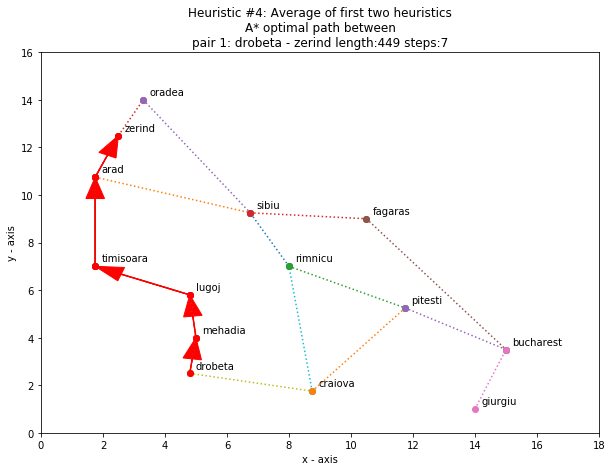 Heuristic #4: Average of first two heuristics
A* optimal path between
pair 1: drobeta - zerind length:449 steps:7
16
14
12
10
8
6
4
2
0
y - axis
oradea
zerind
arad
sibiu
fagaras
timisoara
rimnicu
lugoj
pitesti
mehadia
bucharest
drobeta
craiova
giurgiu
0 2 4 6 8 10 12 14 16 18
x - axis